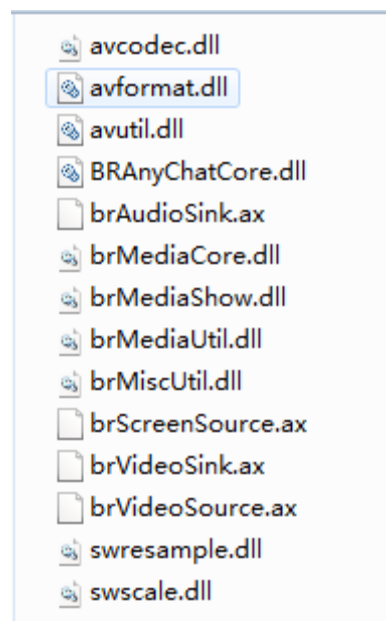 avcodec.dll
avformat.dll
avutil.dll
BRAnyChatCore.dll
brAudioSink.ax
brMediaCore.dll
brMediaShow.dll
brMediaUtil.dll
brMiscUtil.dll
brScreenSource.ax
brVideoSink.ax
brVideoSource.ax
swresample.dll
swscale.dll